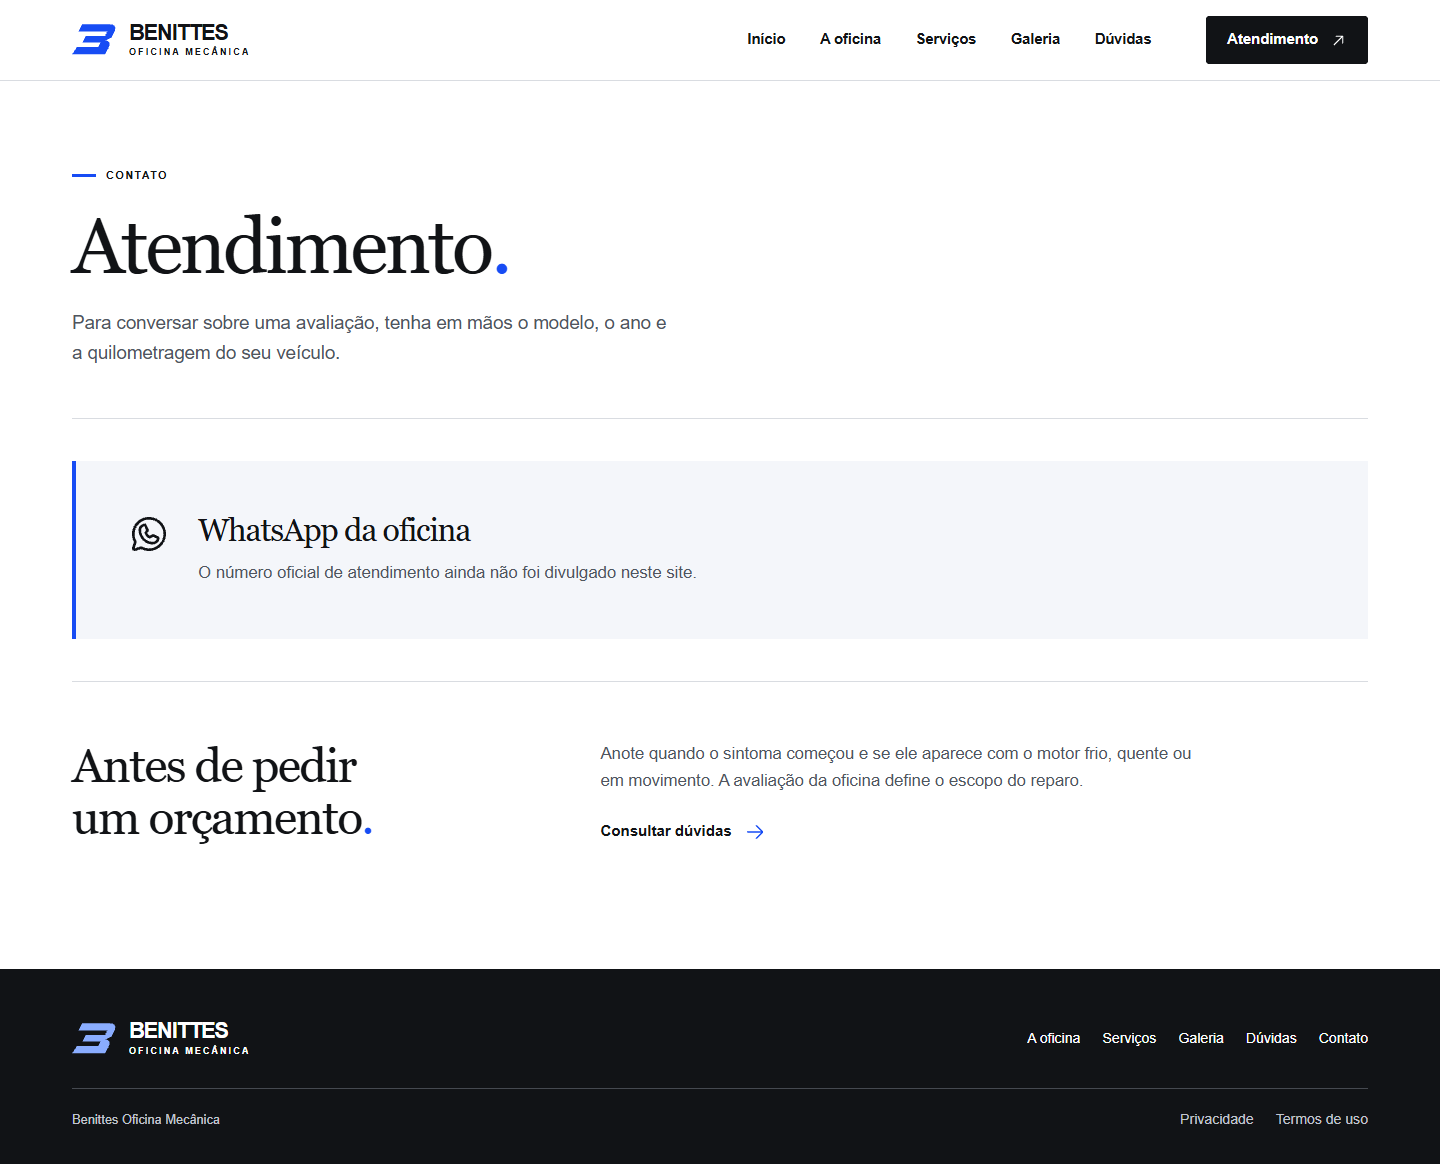 BENITTES
OFICINA MECÂNICA
Início
A oficina
Serviços
Galeria
Dúvidas
Atendimento
CONTATO
Atendimento.
Para conversar sobre uma avaliação, tenha em mãos o modelo, o ano e
a quilometragem do seu veículo.
WhatsApp da oficina
O número oficial de atendimento ainda não foi divulgado neste site.
Antes de pedir
um orçamento.
Anote quando o sintoma começou e se ele aparece com o motor frio, quente ou
em movimento. A avaliação da oficina define o escopo do reparo.
Consultar dúvidas
BENITTES
OFICINA MECÂNICA
A oficina
Serviços
Galeria
Dúvidas
Contato
Benittes Oficina Mecânica
Privacidade
Termos de uso